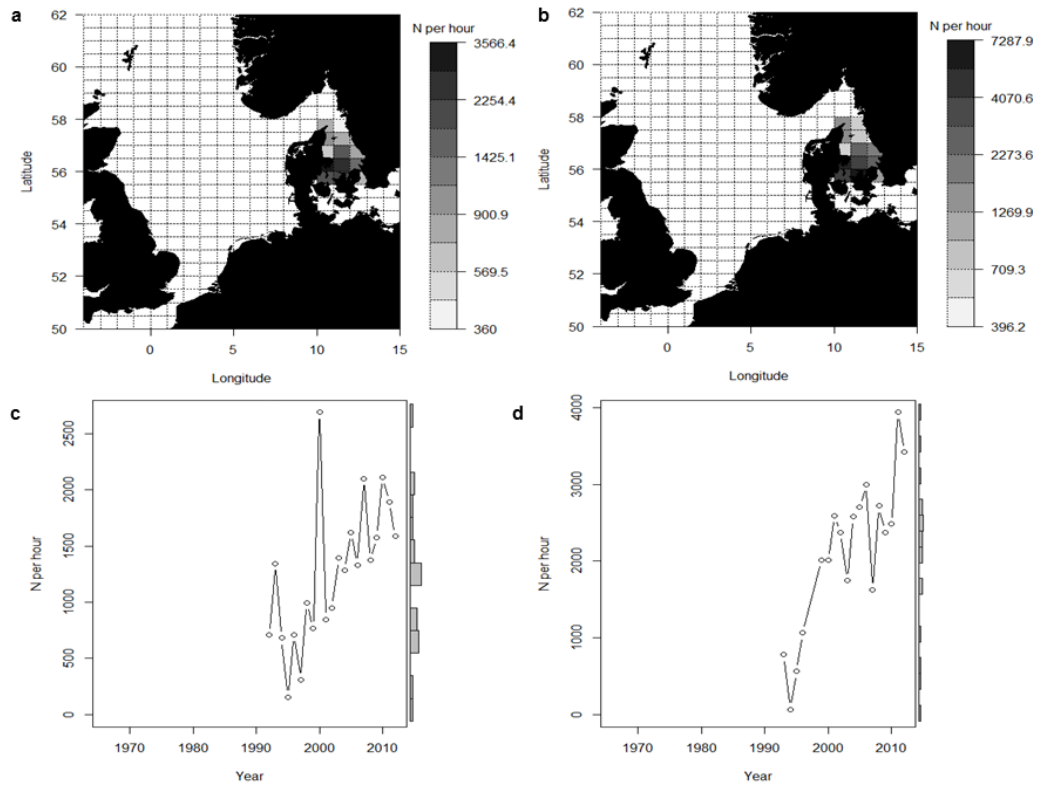 a
N per hour
62
60
58
56
54
52
50
Latitude
0 5 10 15
Longitude
3566.4
2254.4
1425.1
900.9
569.5
360
b
N per hour
62
60
58
56
54
52
50
Latitude
0 5 10 15
Longitude
7287.9
4070.6
2273.6
1269.9
709.3
396.2
c
N per hour
2500
2000
1500
1000
500
0
1970 1980 1990 2000 2010
Year
d
N per hour
4000
3000
2000
1000
0
1970 1980 1990 2000 2010
Year